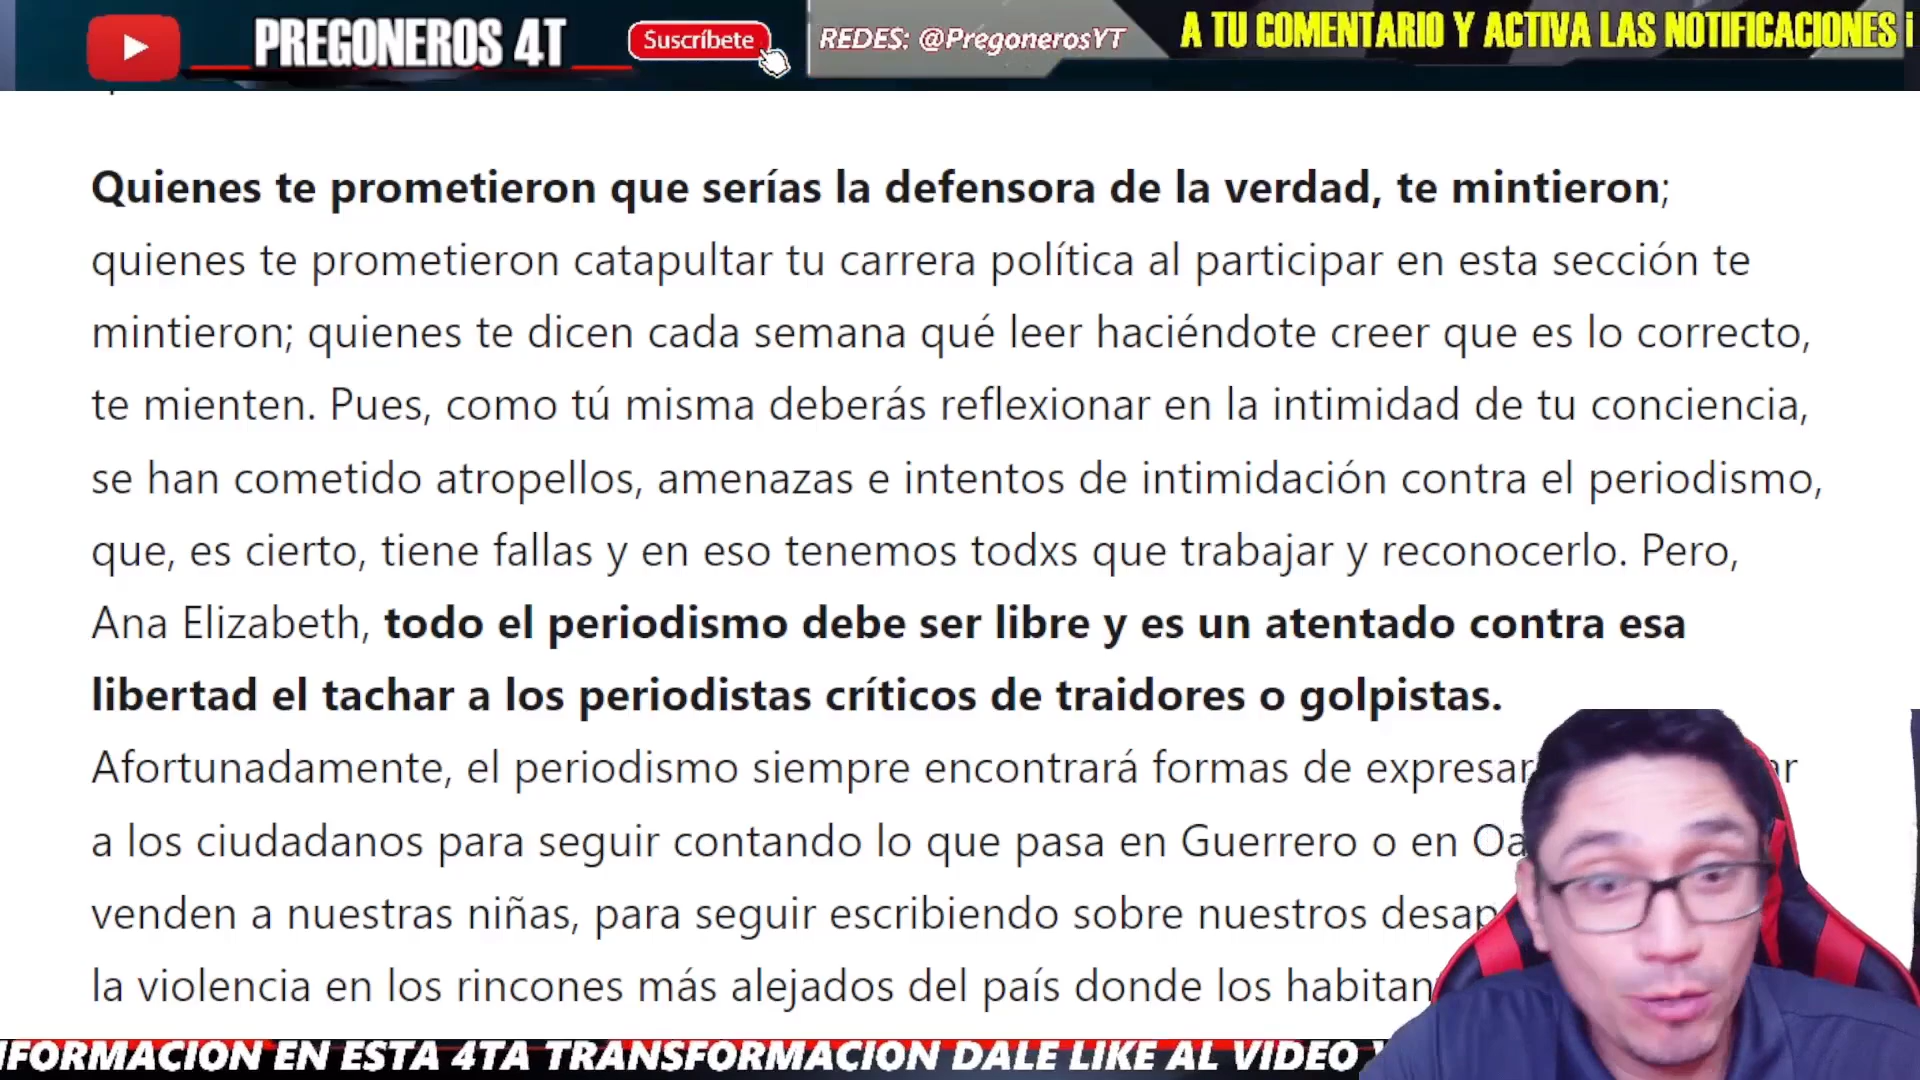 PREGONEROS 4T
Suscríbete
REDES: @PregonerosYT
A TU COMENTARIO Y ACTIVA LAS NOTIFICACIONES ¡
Quienes te prometieron que serías la defensora de la verdad, te mintieron;
quienes te prometieron catapultar tu carrera política al participar en esta sección te
mintieron; quienes te dicen cada semana qué leer haciéndote creer que es lo correcto,
te mienten. Pues, como tú misma deberás reflexionar en la intimidad de tu conciencia,
se han cometido atropellos, amenazas e intentos de intimidación contra el periodismo,
que, es cierto, tiene fallas y en eso tenemos todxs que trabajar y reconocerlo. Pero,
Ana Elizabeth, todo el periodismo debe ser libre y es un atentado contra esa
libertad el tachar a los periodistas críticos de traidores o golpistas.
Afortunadamente, el periodismo siempre encontrará formas de
a los ciudadanos para seguir contando lo que pasa en Guerrero o en
venden a nuestras niñas, para seguir escribiendo sobre nuestros
la violencia en los rincones más alejados del país donde los
NFORMACION EN ESTA 4TA TRANSFORMACION DALE LIKE AL VIDEO